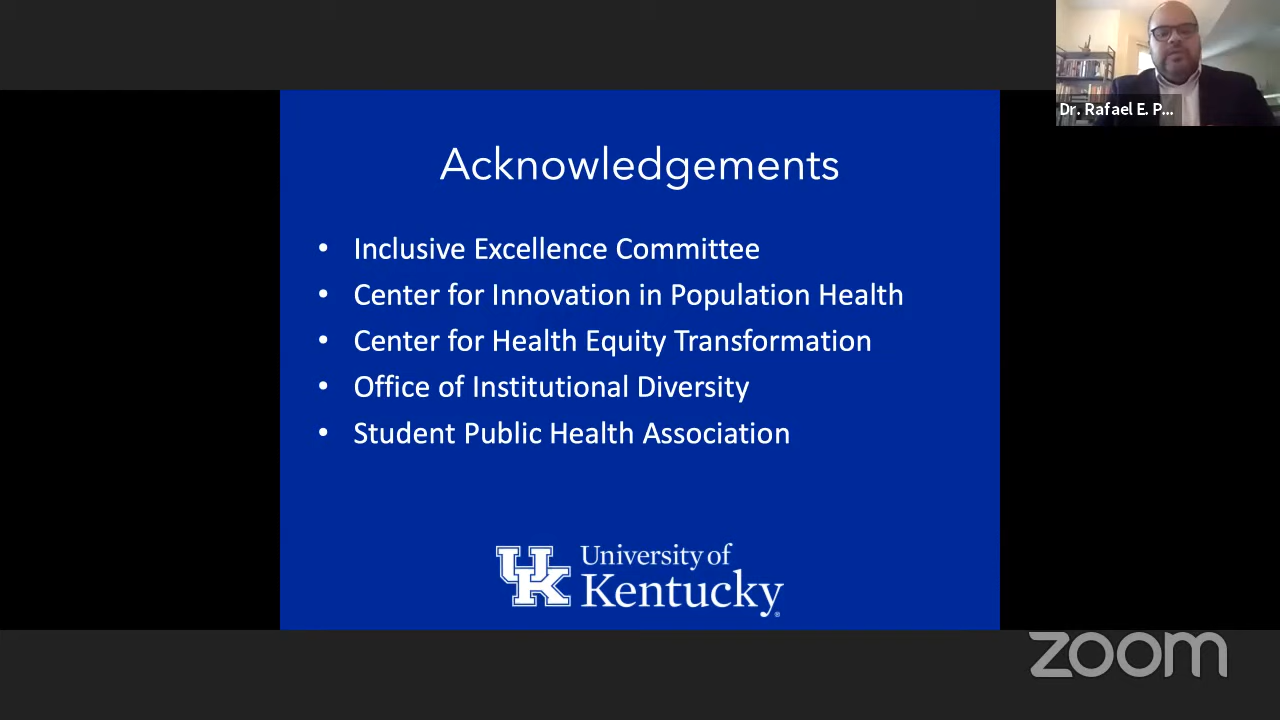 Dr. Rafael E. P...
Acknowledgements
• Inclusive Excellence Committee
• Center for Innovation in Population Health
• Center for Health Equity Transformation
• Office of Institutional Diversity
• Student Public Health Association
UK
University of
Kentucky®
zoom